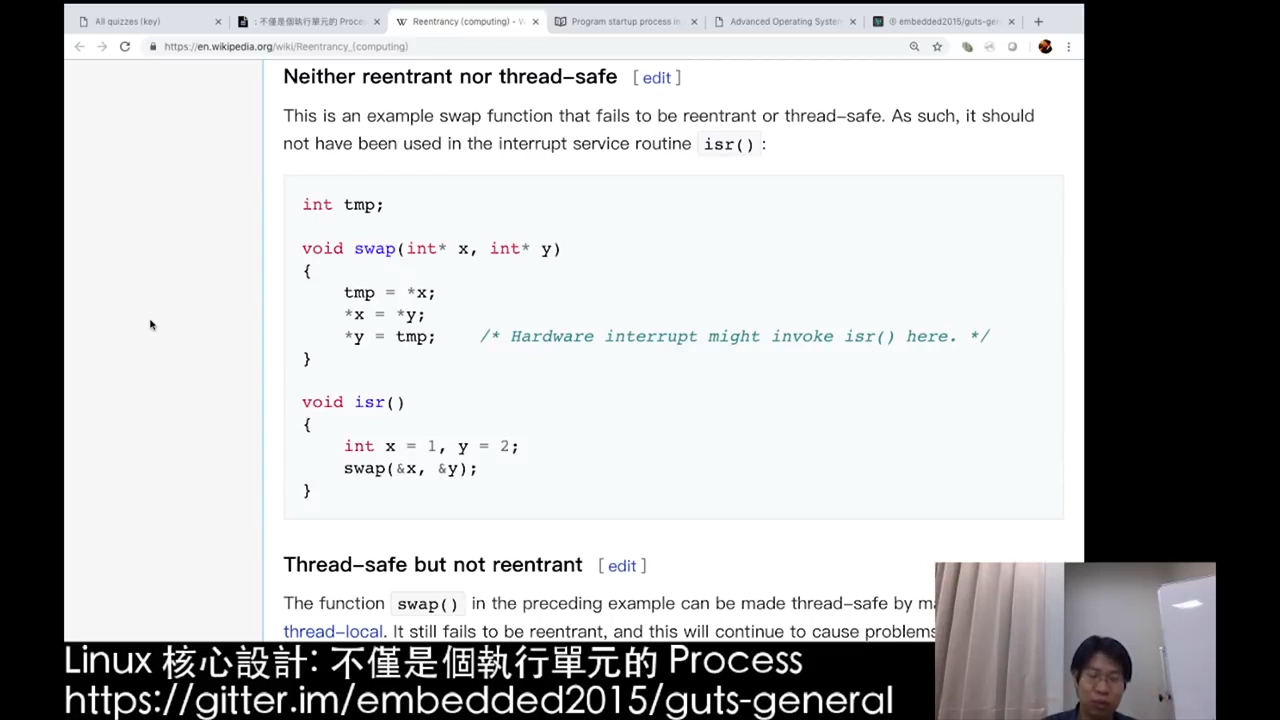 All quizzes (key)
: 不僅是個執行單元的 Proce
Reentrancy (computing) - W
Program startup process in
Advanced Operating System
embedded2015/guts-gen
https://en.wikipedia.org/wiki/Reentrancy_(computing)
Neither reentrant nor thread-safe [ edit ]
This is an example swap function that fails to be reentrant or thread-safe. As such, it should
not have been used in the interrupt service routine isr() :
int tmp;
void swap(int* x, int* y)
{
tmp = *x;
*x = *y;
*y = tmp; /* Hardware interrupt might invoke isr() here. */
}
void isr()
{
int x = 1, y = 2;
swap(&x, &y);
}
Thread-safe but not reentrant [ edit ]
The function swap() in the preceding example can be made thread-safe by ma
thread-local. It still fails to be reentrant, and this will continue to cause problems
Linux 核心設計: 不僅是個執行單元的 Process
https://gitter.im/embedded2015/guts-general